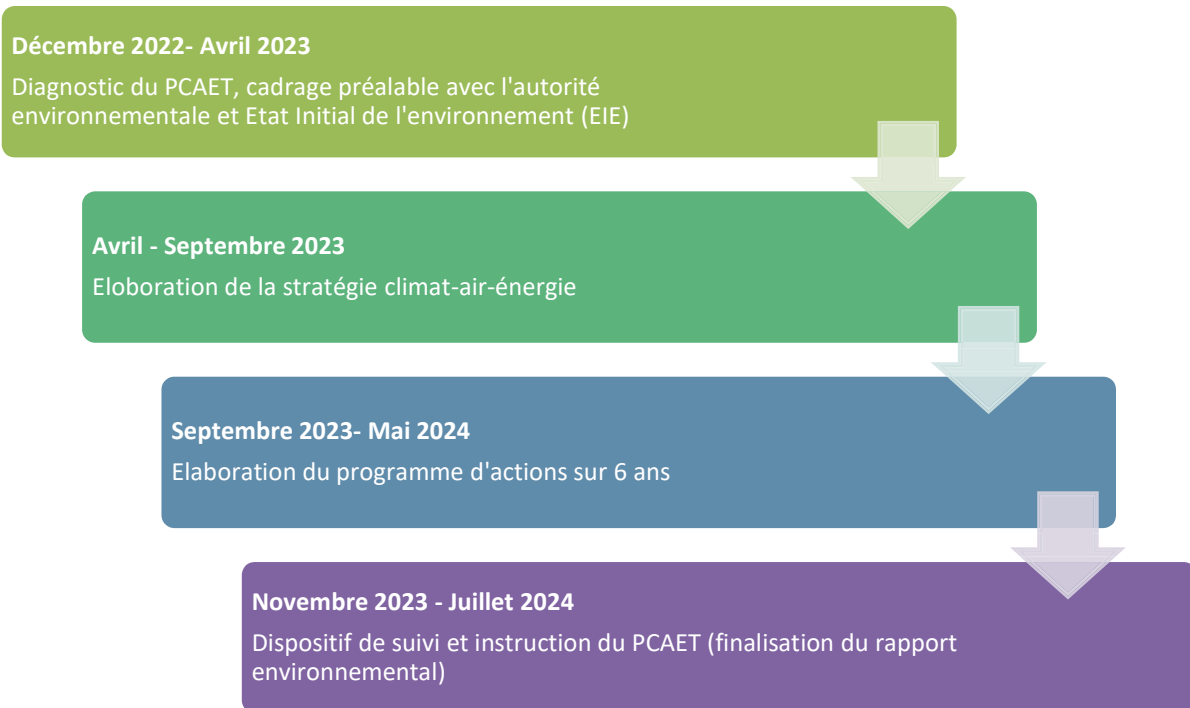 Décembre 2022- Avril 2023
Diagnostic du PCAET, cadrage préalable avec l'autorité
environnementale et Etat Initial de l'environnement (EIE)
Avril - Septembre 2023
Eloboration de la stratégie climat-air-énergie
Septembre 2023- Mai 2024
Elaboration du programme d'actions sur 6 ans
Novembre 2023 - Juillet 2024
Dispositif de suivi et instruction du PCAET (finalisation du rapport
environnemental)